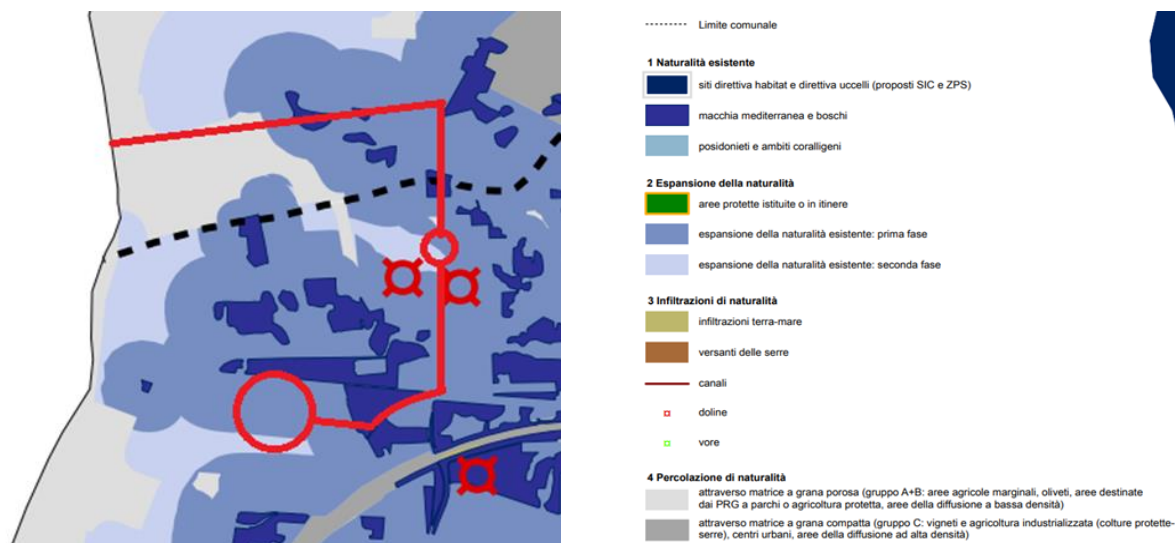 Limite comunale
1 Naturalità esistente
siti direttiva habitat e direttiva uccelli (proposti SIC e ZPS)
macchia mediterranea e boschi
posidonieti e ambiti coralligeni
2 Espansione della naturalità
aree protette istituite o in itinere
espansione della naturalità esistente: prima fase
espansione della naturalità esistente: seconda fase
3 Infiltrazioni di naturalità
infiltrazioni terra-mare
versanti delle serre
canali
doline
vore
4 Percolazione di naturalità
attraverso matrice a grana porosa (gruppo A+B: aree agricole marginali, oliveti, aree destinate
dai PRG a parchi o agricoltura protetta, aree della diffusione a bassa densità)
attraverso matrice a grana compatta (gruppo C: vigneti e agricoltura industrializzata (colture protette-
serre), centri urbani, aree della diffusione ad alta densità)